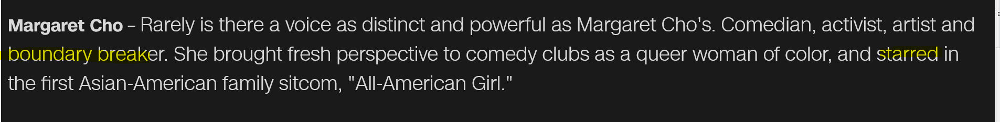 Margaret Cho – Rarely is there a voice as distinct and powerful as Margaret Cho's. Comedian, activist, artist and
boundary breaker. She brought fresh perspective to comedy clubs as a queer woman of color, and starred in
the first Asian-American family sitcom, "All-American Girl."